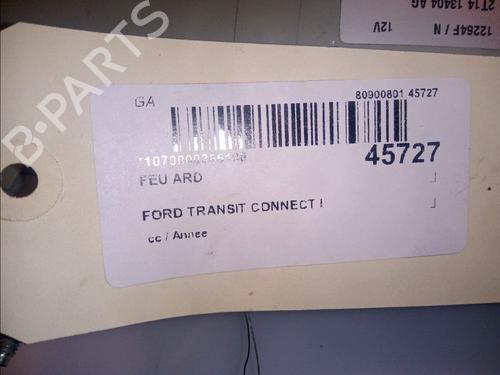 2T14 13404 AG
12264F / N 12V
B-PARTS
GA
80900801 45727
45727
FEU ARD
FORD TRANSIT CONNECT I
cc / Annee